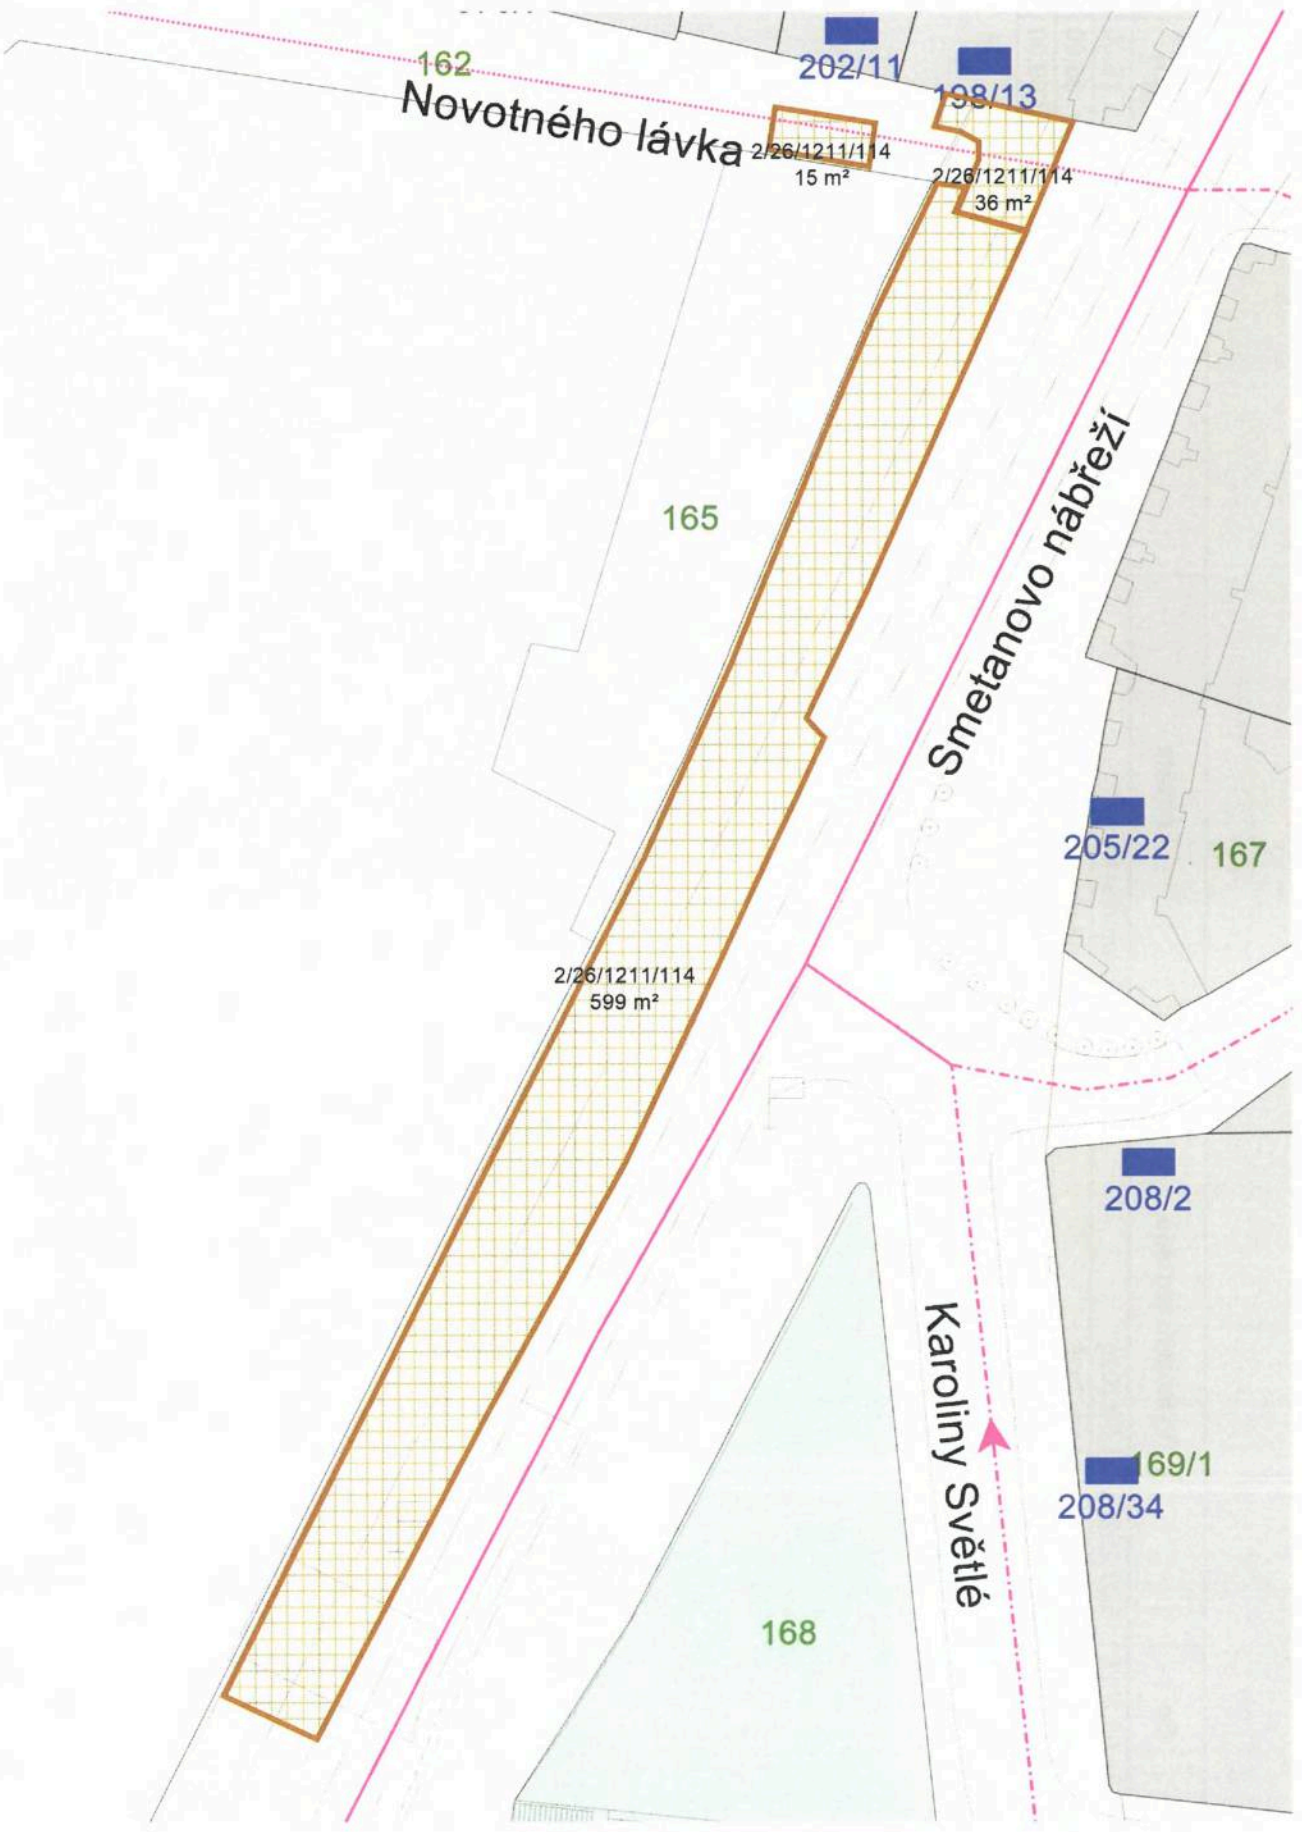 162
202/11
198/13
Novotného lávka
2/26/1211/114
15 m²
2/26/1211/114
36 m²
165
Smetanovo nábřeží
205/22
167
2/26/1211/114
599 m²
208/2
Karoliny Světlé
169/1
208/34
168